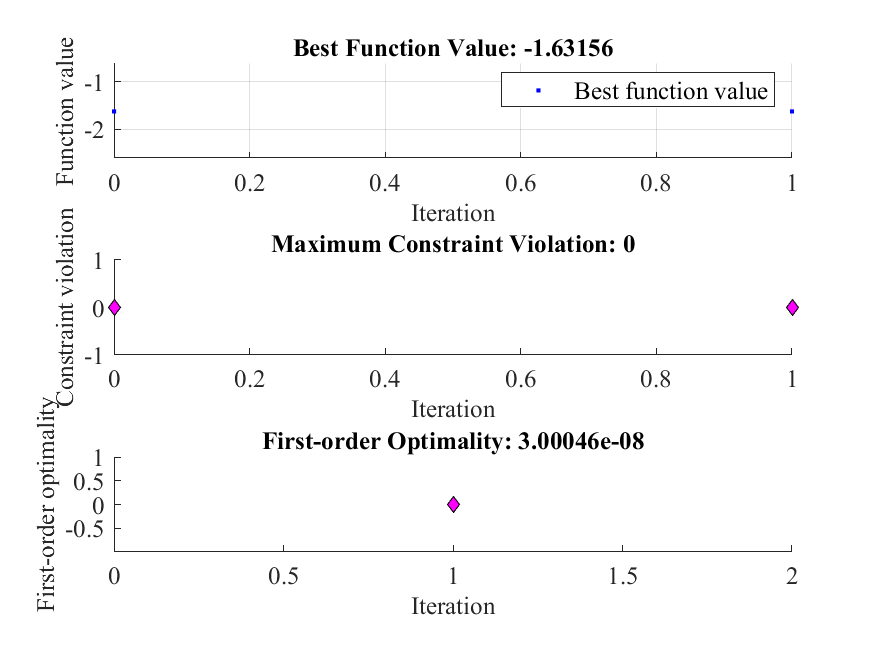 Best Function Value: -1.63156
Function value
-1
-2
Best function value
0 0.2 0.4 0.6 0.8 1
Iteration
Maximum Constraint Violation: 0
Constraint violation
1
0
-1
0 0.2 0.4 0.6 0.8 1
Iteration
First-order Optimality: 3.00046e-08
First-order optimality
1
0.5
0
-0.5
0 0.5 1 1.5 2
Iteration